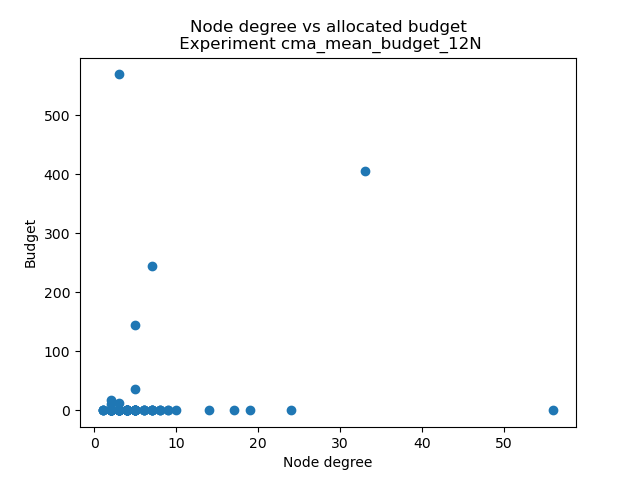 Node degree vs allocated budget
Experiment cma_mean_budget_12N
500
400
300
200
100
0
Budget
0 10 20 30 40 50
Node degree